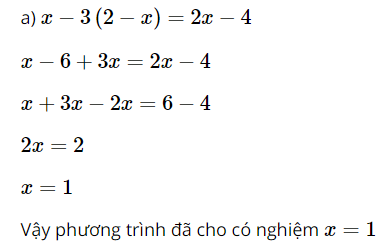 a) x − 3 (2 − x) = 2x − 4
x − 6 + 3x = 2x − 4
x + 3x − 2x = 6 − 4
2x = 2
x = 1
Vậy phương trình đã cho có nghiệm x = 1